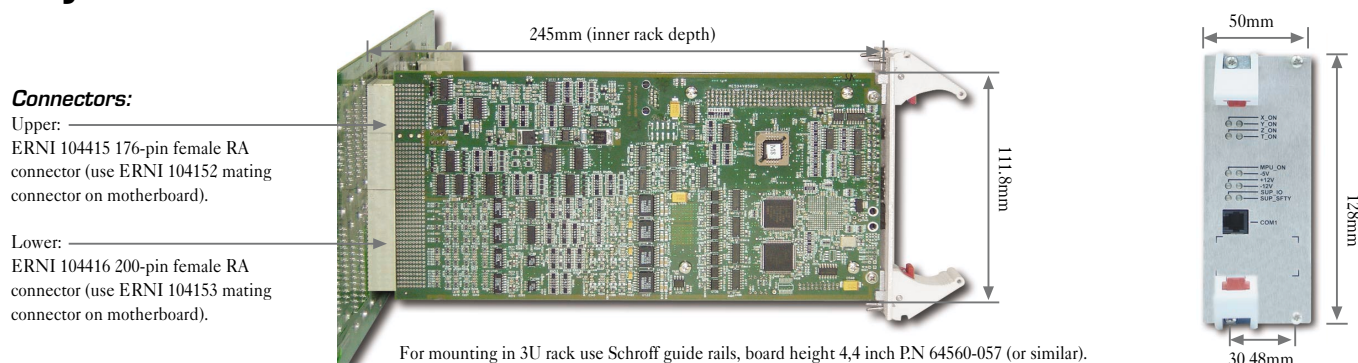 245mm (inner rack depth)
50mm
Connectors:
Upper:
ERNI 104415 176-pin female RA
connector (use ERNI 104152 mating
connector on motherboard).
Lower:
ERNI 104416 200-pin female RA
connector (use ERNI 104153 mating
connector on motherboard).
111.8mm
X_ON
Y_ON
Z_ON
T_ON
MPU_ON
-5V
+12V
-12V
SUP_IO
SUP_SFTY
COM1
128mm
For mounting in 3U rack use Schroff guide rails, board height 4,4 inch P.N 64560-057 (or similar).
30.48mm